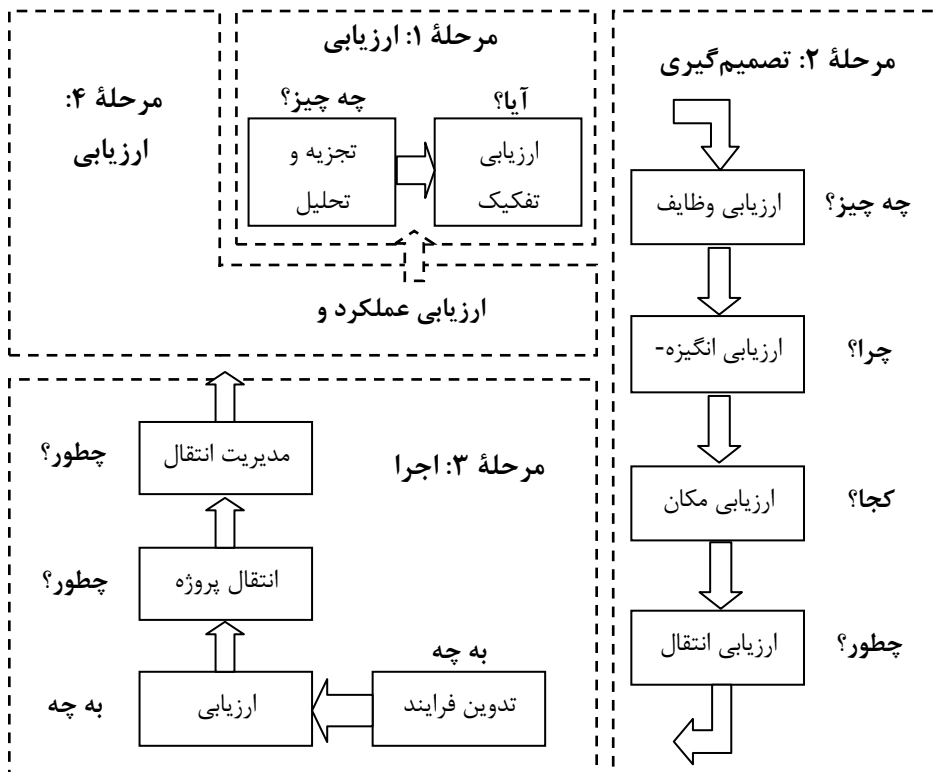 مرحلهٔ ۱: ارزیابی
چه چیز؟
تجزیه و
تحلیل
آیا؟
ارزیابی
تفکیک
مرحلهٔ ۲: تصمیم‌گیری
ارزیابی وظایف
چه چیز؟
ارزیابی انگیزه-
چرا؟
ارزیابی مکان
کجا؟
ارزیابی انتقال
چطور؟
مرحلهٔ ۳: اجرا
به چه
تدوین فرایند
ارزیابی
به چه
انتقال پروژه
چطور؟
مدیریت انتقال
چطور؟
مرحلهٔ ۴:
ارزیابی
ارزیابی عملکرد و